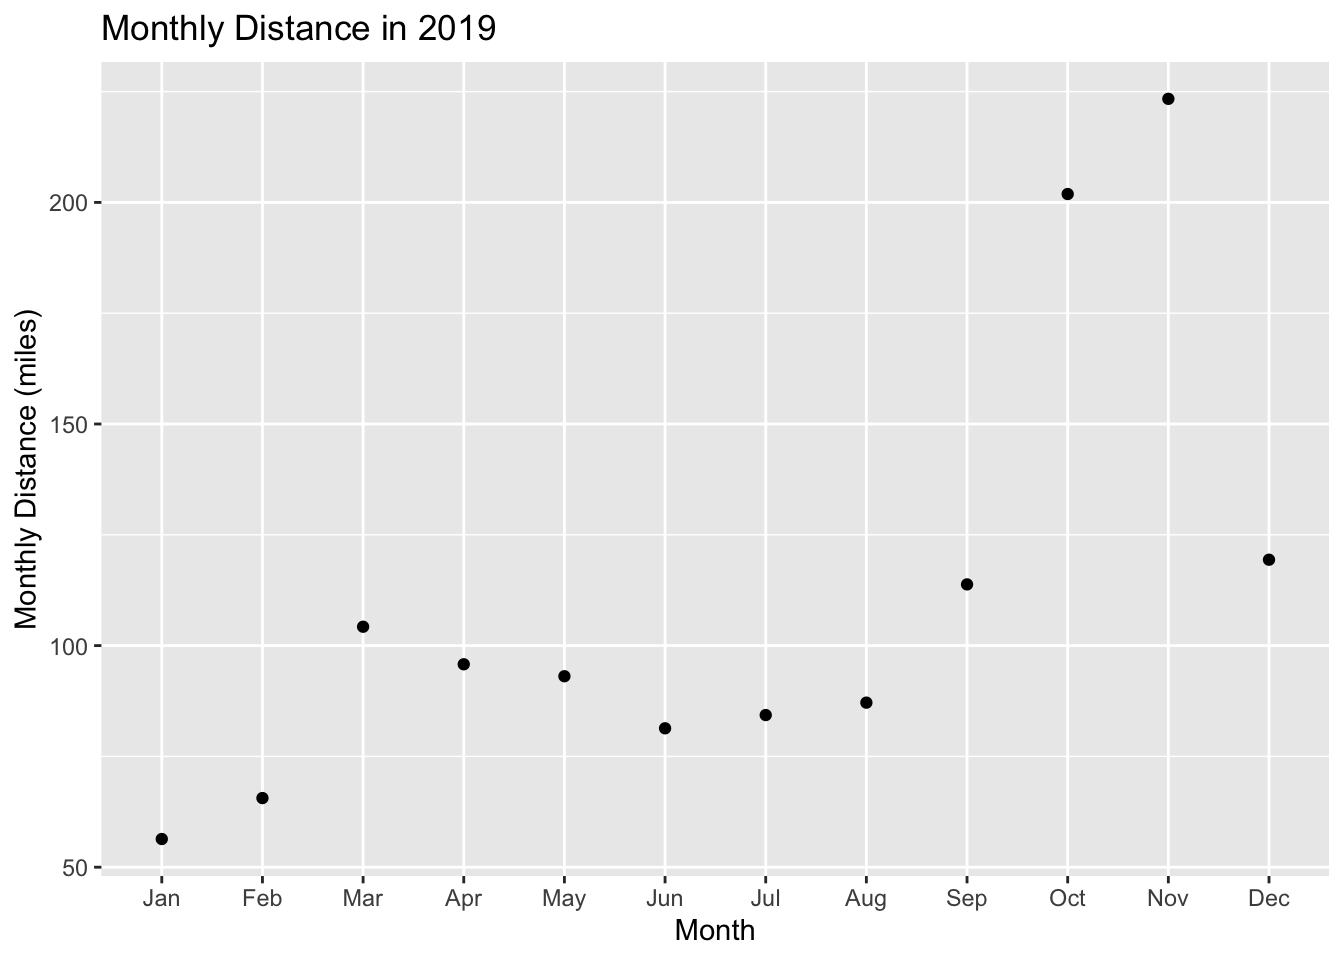 Monthly Distance in 2019
Monthly Distance (miles)
200
150
100
50
Jan Feb Mar Apr May Jun Jul Aug Sep Oct Nov Dec
Month